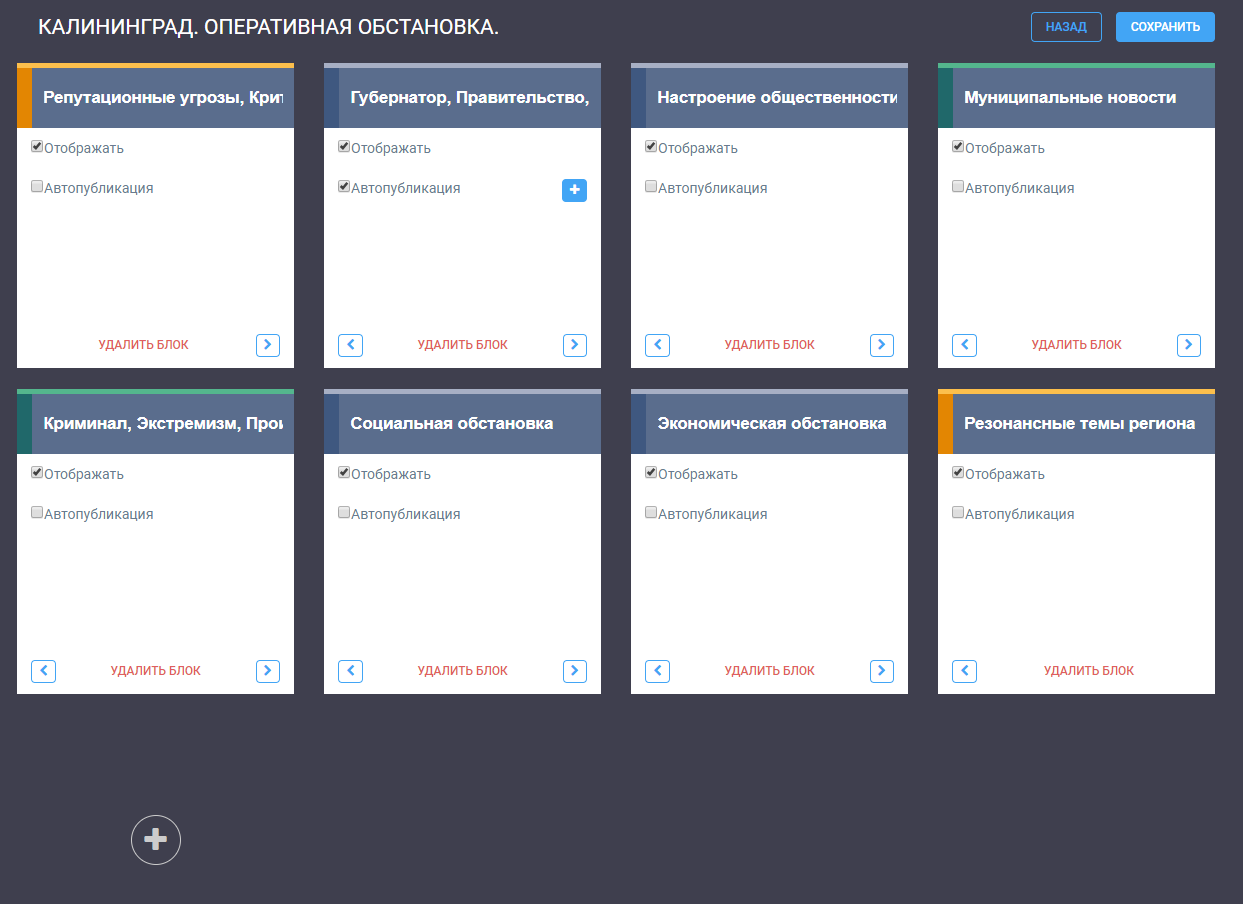 КАЛИНИНГРАД. ОПЕРАТИВНАЯ ОБСТАНОВКА.
НАЗАД
СОХРАНИТЬ
Репутационные угрозы, Крит
Губернатор, Правительство,
Настроение общественности
Муниципальные новости
Отображать
Отображать
Отображать
Отображать
Автопубликация
Автопубликация
Автопубликация
Автопубликация
УДАЛИТЬ БЛОК
УДАЛИТЬ БЛОК
УДАЛИТЬ БЛОК
УДАЛИТЬ БЛОК
Криминал, Экстремизм, Прои
Социальная обстановка
Экономическая обстановка
Резонансные темы региона
Отображать
Отображать
Отображать
Отображать
Автопубликация
Автопубликация
Автопубликация
Автопубликация
УДАЛИТЬ БЛОК
УДАЛИТЬ БЛОК
УДАЛИТЬ БЛОК
УДАЛИТЬ БЛОК